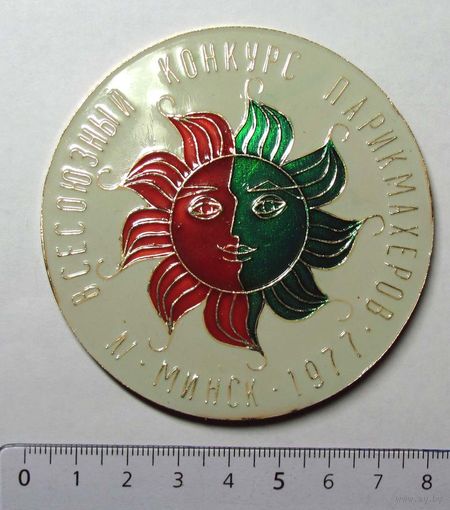 ВСЕСОЮЗНЫЙ КОНКУРС ПАРИКМАХЕРОВ
· МИНСК · 1977 ·
0 1 2 3 4 5 6 7 8